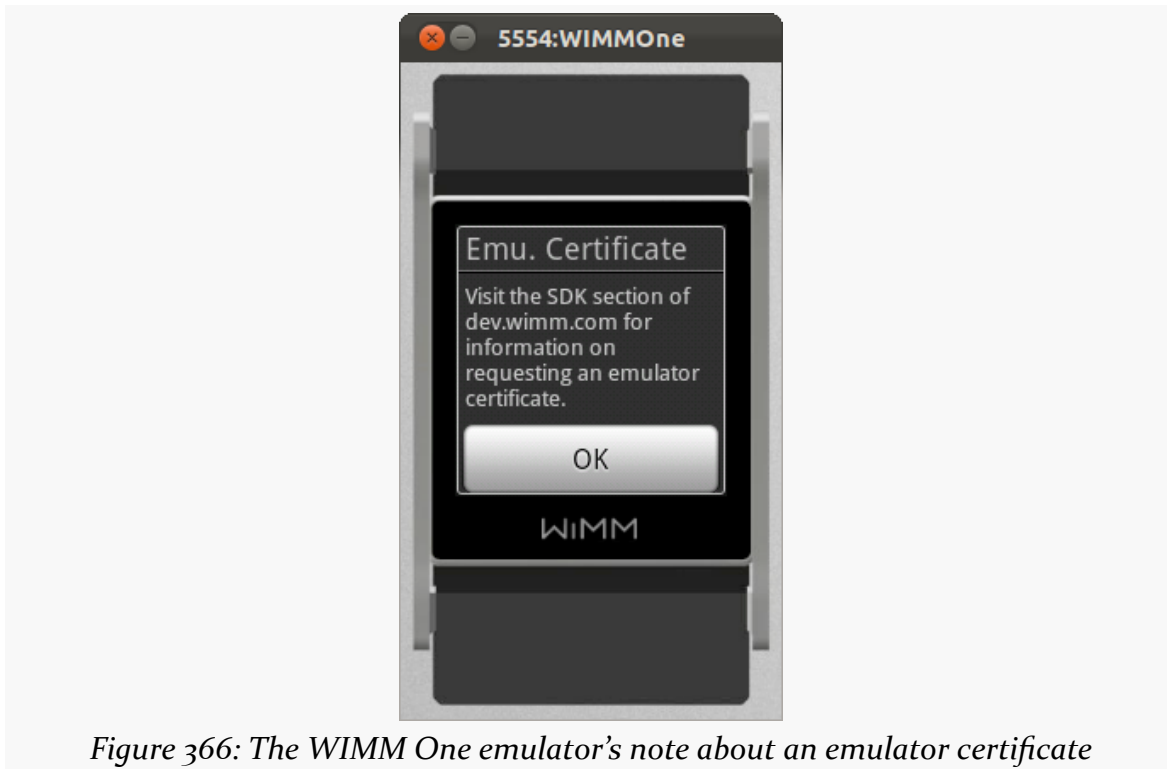 5554:WIMMOne
Emu. Certificate
Visit the SDK section of
dev.wimm.com for
information on
requesting an emulator
certificate.
OK
WIMM
Figure 366: The WIMM One emulator’s note about an emulator certificate